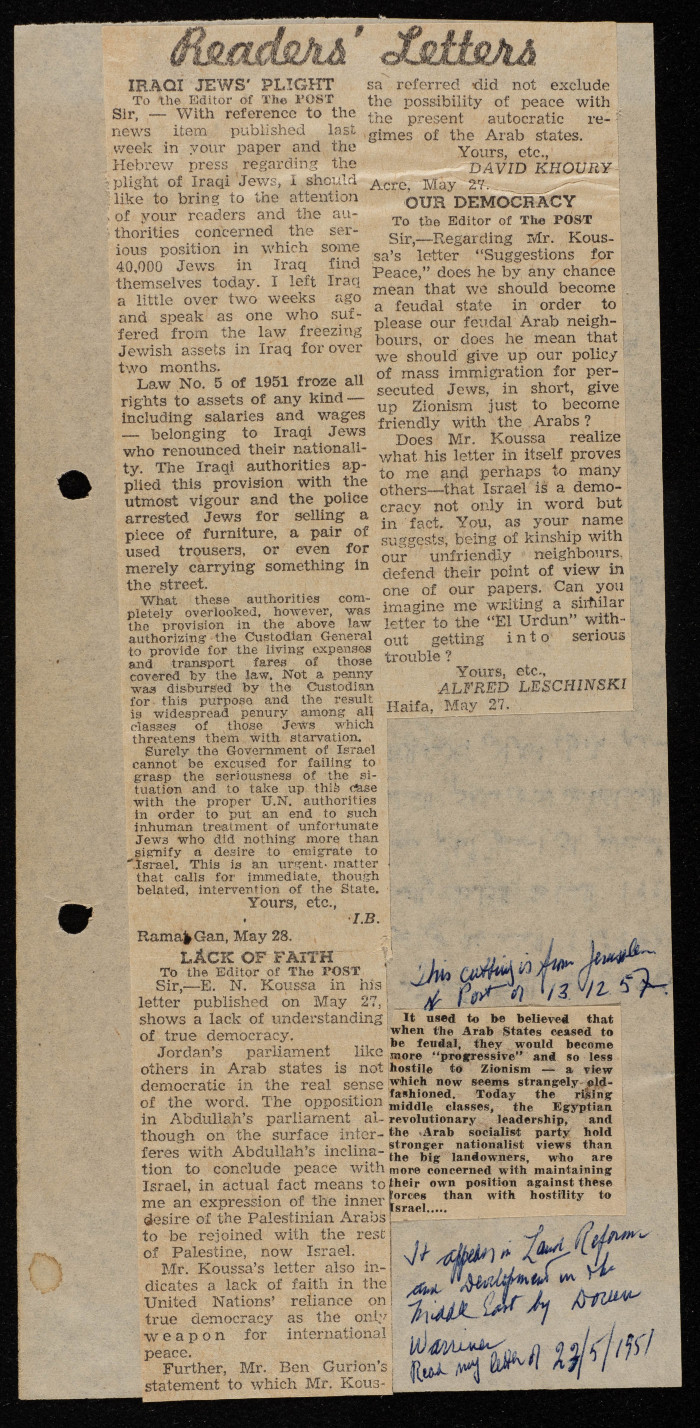 Readers' Letters
IRAQI JEWS' PLIGHT
To the Editor of The POST
Sir, — With reference to the
news item published last
week in your paper and the
Hebrew press regarding the
plight of Iraqi Jews, I should
like to bring to the attention
of your readers and the au-
thorities concerned the ser-
ious position in which some
40,000 Jews in Iraq find
themselves today. I left Iraq
a little over two weeks ago
and speak as one who suf-
fered from the law freezing
Jewish assets in Iraq for over
two months.
Law No. 5 of 1951 froze all
rights to assets of any kind —
including salaries and wages
— belonging to Iraqi Jews
who renounced their nationali-
ty. The Iraqi authorities ap-
plied this provision with the
utmost vigour and the police
arrested Jews for selling a
piece of furniture, a pair of
used trousers, or even for
merely carrying something in
the street.
What these authorities com-
pletely overlooked, however, was
the provision in the above law
authorizing the Custodian General
to provide for the living expenses
and transport fares of those
covered by the law. Not a penny
was disbursed by the Custodian
for this purpose and the result
is widespread penury among all
classes of those Jews which
threatens them with starvation.
Surely the Government of Israel
cannot be excused for failing to
grasp the seriousness of the si-
tuation and to take up this case
with the proper U.N. authorities
in order to put an end to such
inhuman treatment of unfortunate
Jews who did nothing more than
signify a desire to emigrate to
Israel. This is an urgent matter
that calls for immediate, though
belated, intervention of the State.
Yours, etc.,
I.B.
Ramat Gan, May 28.
LACK OF FAITH
To the Editor of The POST
Sir,—E. N. Koussa in his
letter published on May 27,
shows a lack of understanding
of true democracy.
Jordan's parliament like
others in Arab states is not
democratic in the real sense
of the word. The opposition
in Abdullah's parliament al-
though on the surface inter-
feres with Abdullah's inclina-
tion to conclude peace with
Israel, in actual fact means to
me an expression of the inner
desire of the Palestinian Arabs
to be rejoined with the rest
of Palestine, now Israel.
Mr. Koussa's letter also in-
dicates a lack of faith in the
United Nations' reliance on
true democracy as the only
weapon for international
peace.
Further, Mr. Ben Gurion's
statement to which Mr. Kous-
sa referred did not exclude
the possibility of peace with
the present autocratic re-
gimes of the Arab states.
Yours, etc.,
DAVID KHOURY
Acre, May 27.
OUR DEMOCRACY
To the Editor of The POST
Sir,—Regarding Mr. Kous-
sa's letter "Suggestions for
Peace," does he by any chance
mean that we should become
a feudal state in order to
please our feudal Arab neigh-
bours, or does he mean that
we should give up our policy
of mass immigration for per-
secuted Jews, in short, give
up Zionism just to become
friendly with the Arabs?
Does Mr. Koussa realize
what his letter in itself proves
to me and perhaps to many
others—that Israel is a demo-
cracy not only in word but
in fact. You, as your name
suggests, being of kinship with
our unfriendly neighbours,
defend their point of view in
one of our papers. Can you
imagine me writing a similar
letter to the "El Urdun" with-
out getting into serious
trouble?
Yours, etc.,
ALFRED LESCHINSKI
Haifa, May 27.
This cutting is from Jerusalem
Post of 13.12.57.
It used to be believed that
when the Arab States ceased to
be feudal, they would become
more "progressive" and so less
hostile to Zionism — a view
which now seems strangely old-
fashioned. Today the rising
middle classes, the Egyptian
revolutionary leadership, and
the Arab socialist party hold
stronger nationalist views than
the big landowners, who are
more concerned with maintaining
their own position against these
forces than with hostility to
Israel.....
It appears in Land Reform
and Development in the
Middle East by Doreen
Warriner
Read my letter of 23/5/1951